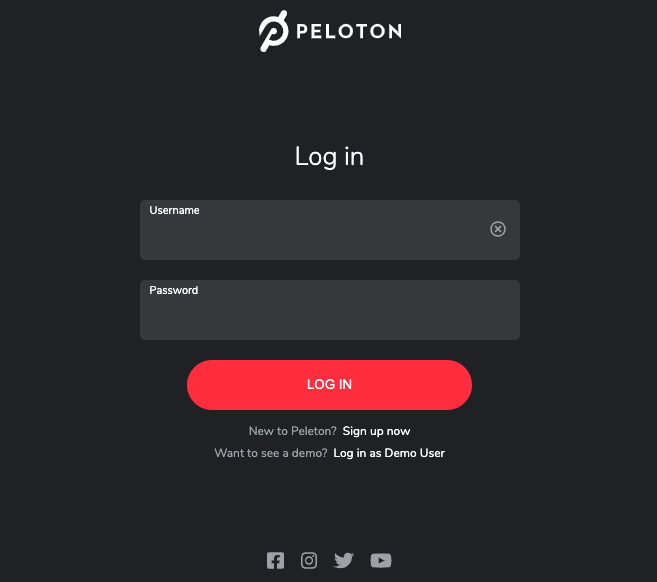 PELOTON
Log in
Username
Password
LOG IN
New to Peleton? Sign up now
Want to see a demo? Log in as Demo User